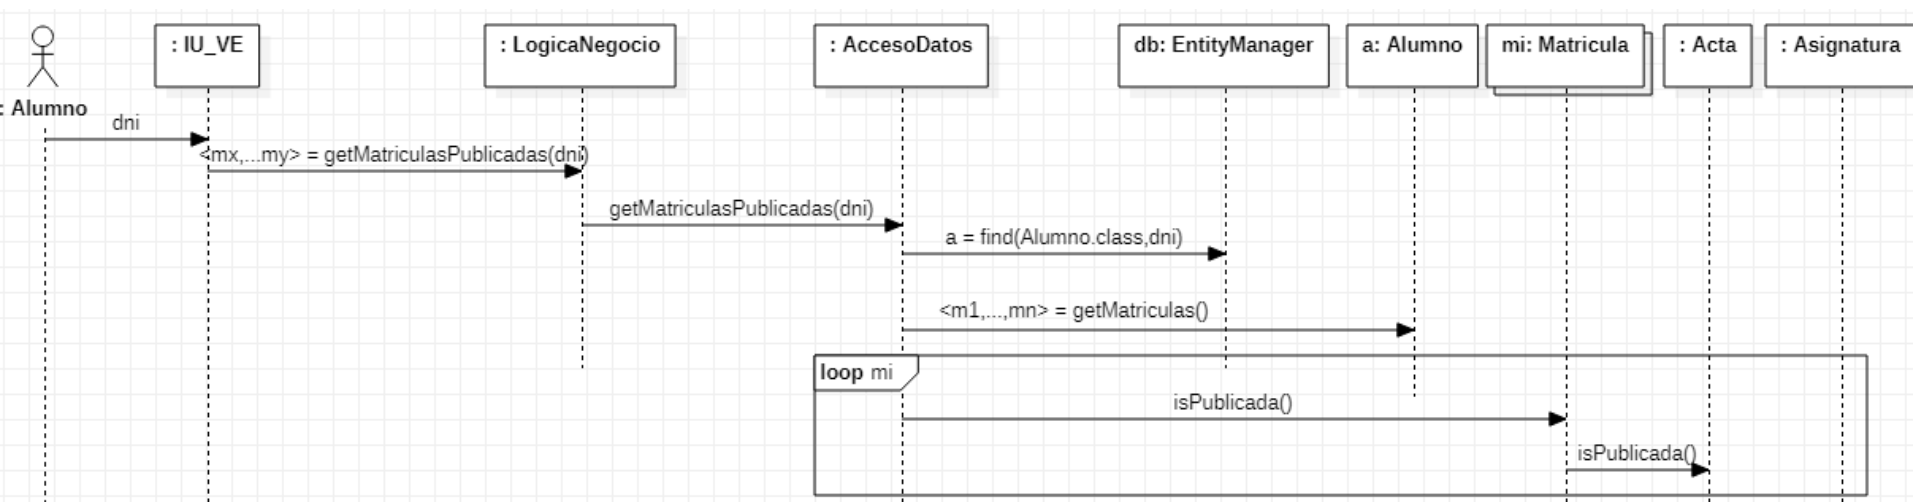 : IU_VE
: LogicaNegocio
: AccesoDatos
db: EntityManager
a: Alumno
mi: Matricula
: Acta
: Asignatura
: Alumno
dni
<mx,...my> = getMatriculasPublicadas(dni)
getMatriculasPublicadas(dni)
a = find(Alumno.class,dni)
<m1,...,mn> = getMatriculas()
loop mi
isPublicada()
isPublicada()